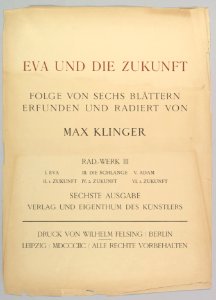 EVA UND DIE ZUKUNFT
FOLGE VON SECHS BLÄTTERN
ERFUNDEN UND RADIERT VON
MAX KLINGER
RAD-WERK III
I. EVA III. DIE SCHLANGE V. ADAM
II. 1. ZUKUNFT IV. 2. ZUKUNFT VI. 3. ZUKUNFT
SECHSTE AUSGABE
VERLAG UND EIGENTHUM DES KÜNSTLERS
DRUCK VON WILHELM FELSING / BERLIN
LEIPZIG / MDCCCIIC / ALLE RECHTE VORBEHALTEN